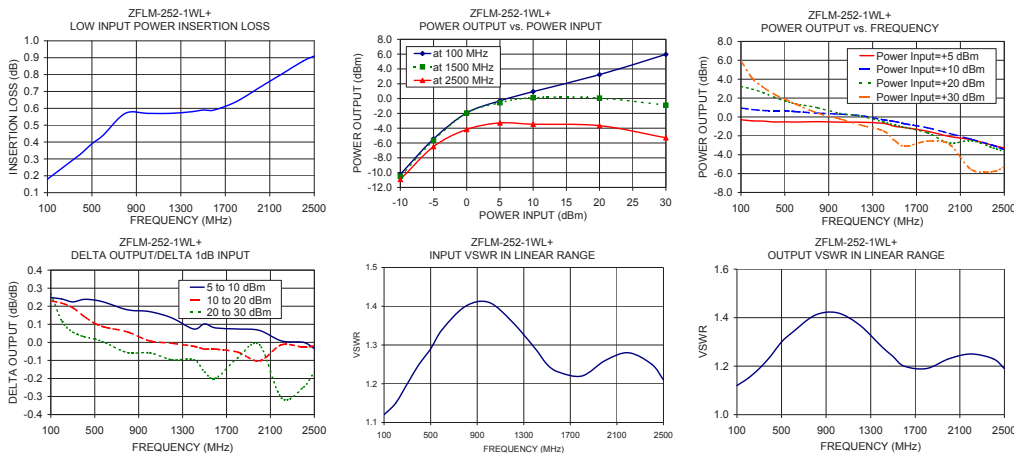 ZFLM-252-1WL+
LOW INPUT POWER INSERTION LOSS
1.0
0.9
0.8
0.7
0.6
0.5
0.4
0.3
0.2
0.1
INSERTION LOSS (dB)
100 500 900 1300 1700 2100 2500
FREQUENCY (MHz)
ZFLM-252-1WL+
POWER OUTPUT vs. POWER INPUT
8.0
6.0
4.0
2.0
0.0
-2.0
-4.0
-6.0
-8.0
-10.0
-12.0
POWER OUTPUT (dBm)
at 100 MHz
at 1500 MHz
at 2500 MHz
-10 -5 0 5 10 15 20 25 30
POWER INPUT (dBm)
ZFLM-252-1WL+
POWER OUTPUT vs. FREQUENCY
8.0
6.0
4.0
2.0
0.0
-2.0
-4.0
-6.0
-8.0
POWER OUTPUT (dBm)
Power Input=+5 dBm
Power Input=+10 dBm
Power Input=+20 dBm
Power Input=+30 dBm
100 500 900 1300 1700 2100 2500
FREQUENCY (MHz)
ZFLM-252-1WL+
DELTA OUTPUT/DELTA 1dB INPUT
0.4
0.3
0.2
0.1
0.0
-0.1
-0.2
-0.3
-0.4
DELTA OUTPUT (dB/dB)
5 to 10 dBm
10 to 20 dBm
20 to 30 dBm
100 500 900 1300 1700 2100 2500
FREQUENCY (MHz)
ZFLM-252-1WL+
INPUT VSWR IN LINEAR RANGE
1.5
1.4
1.3
1.2
1.1
VSWR
100 500 900 1300 1700 2100 2500
FREQUENCY (MHz)
ZFLM-252-1WL+
OUTPUT VSWR IN LINEAR RANGE
1.6
1.4
1.2
1.0
VSWR
100 500 900 1300 1700 2100 2500
FREQUENCY (MHz)